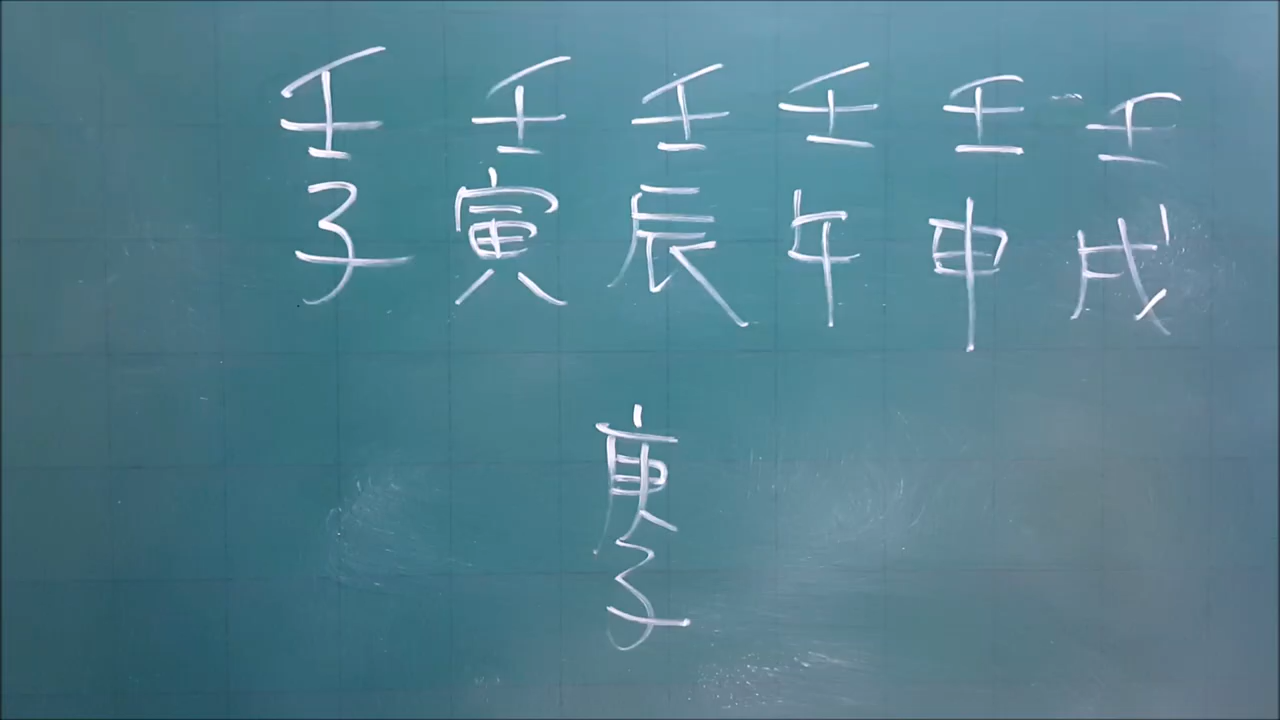 壬 壬 壬 壬 壬 壬
子 寅 辰 午 申 戌
庚
子